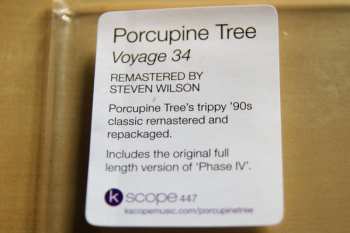 Porcupine Tree
Voyage 34
REMASTERED BY
STEVEN WILSON
Porcupine Tree's trippy '90s
classic remastered and
repackaged.
Includes the original full
length version of 'Phase IV'.
kscope 447
kscopemusic.com/porcupinetree